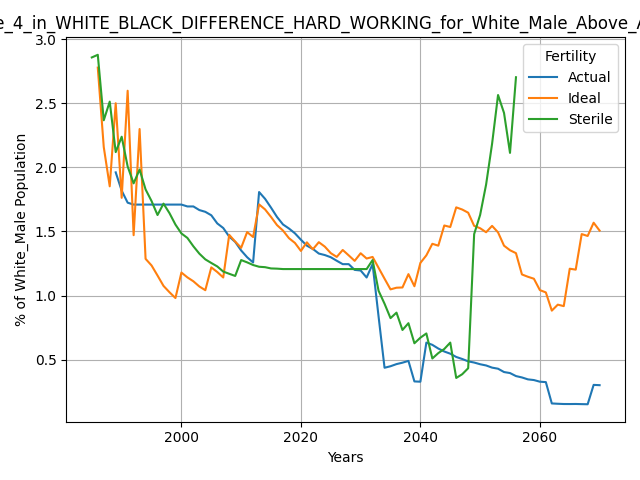 e_4_in_WHITE_BLACK_DIFFERENCE_HARD_WORKING_for_White_Male_Above_A
3.0
2.5
2.0
1.5
1.0
0.5
% of White_Male Population
Fertility
Actual
Ideal
Sterile
2000
2020
2040
2060
Years